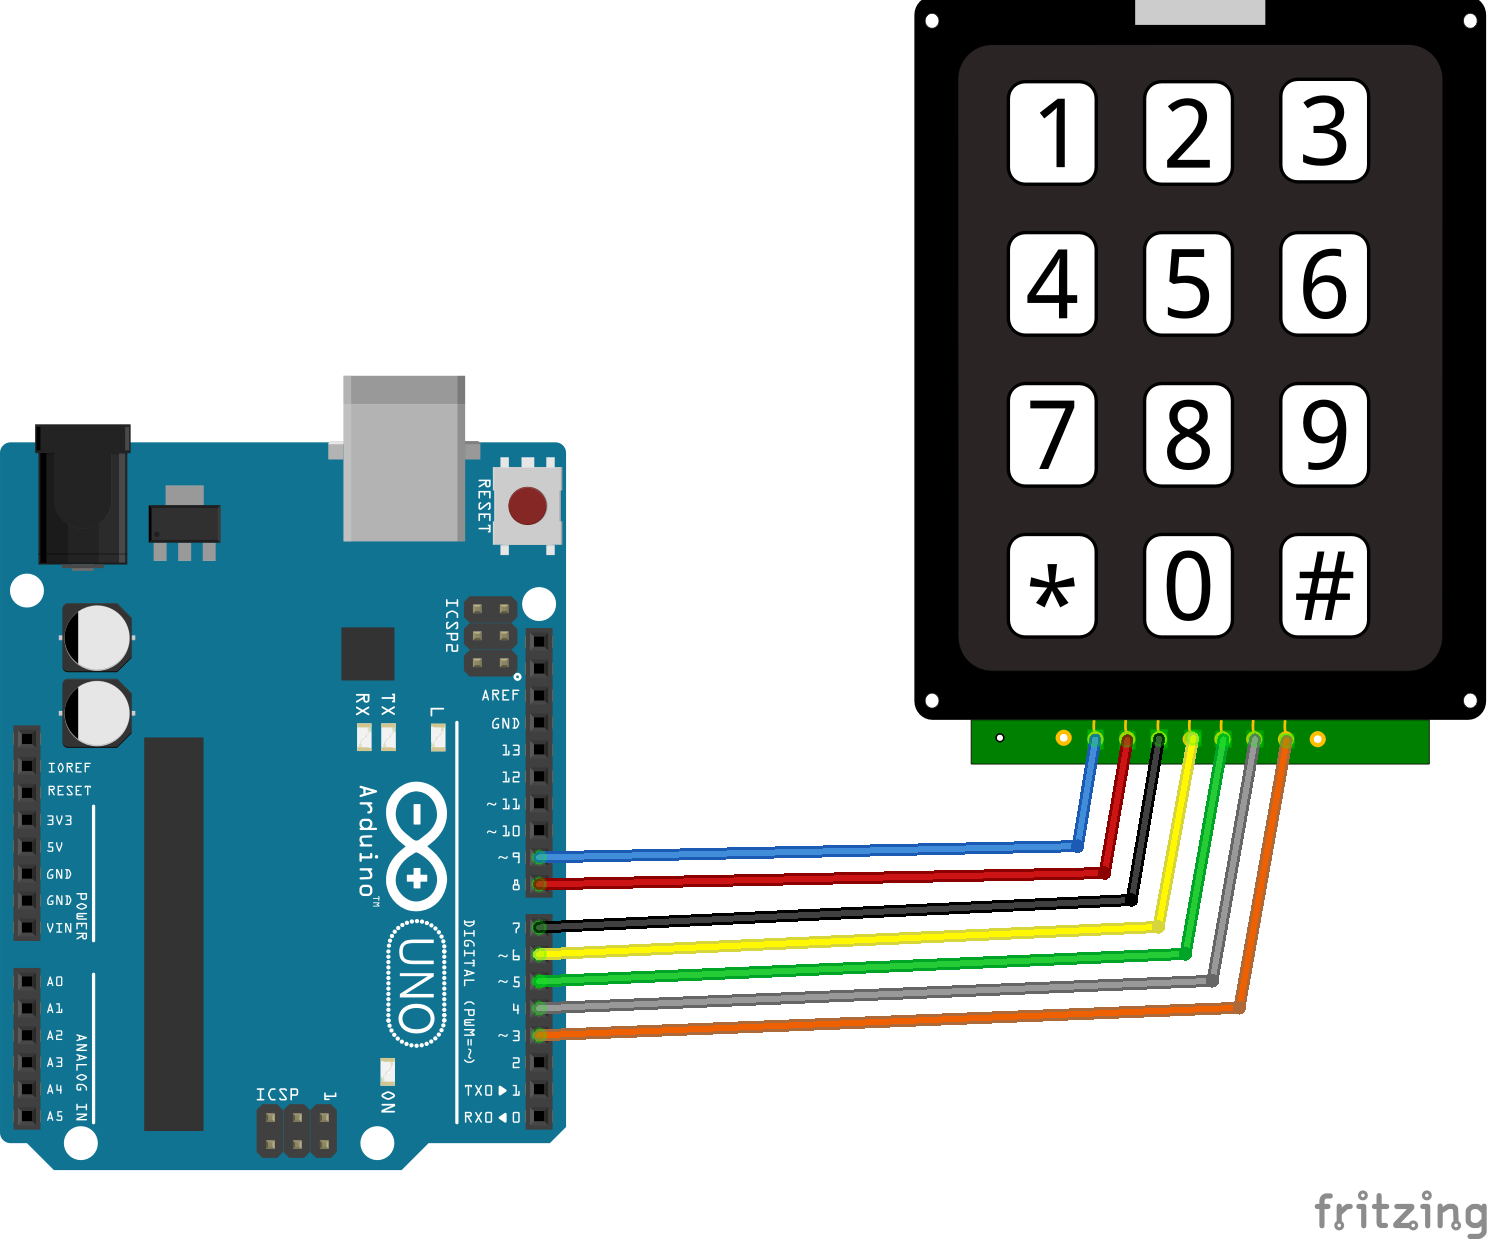 1 2 3
4 5 6
7 8 9
* 0 #
RESET
ICSP2
AREF
GND
RX TX L
13
IOREF
12
RESET
~11
3V3
~10
5V
~9
GND
8
GND
7
VIN
~6
POWER
Arduino™
UNO
DIGITAL (PWM=~)
A0
~5
A1
4
A2
~3
A3
2
A4
TX0▶1
A5
RX0◀0
ANALOG IN
ICSP 1
ON
fritzing